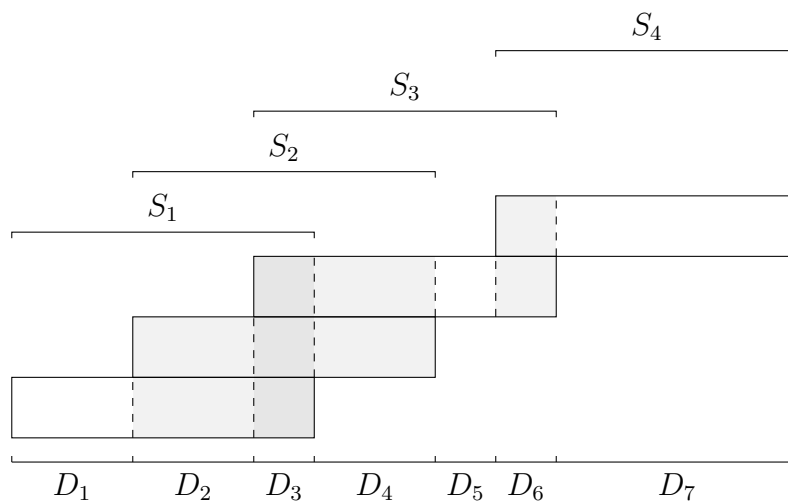 S₄
S₃
S₂
S₁
D₁ D₂ D₃ D₄ D₅ D₆ D₇